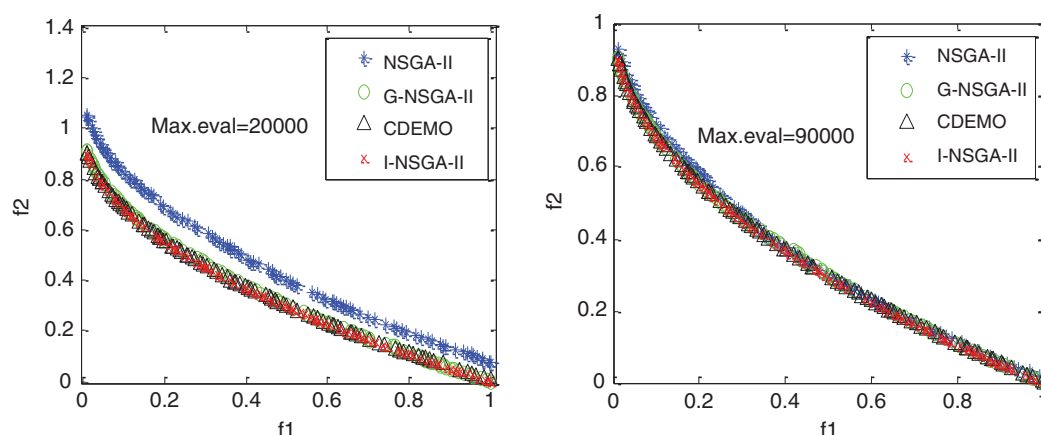 1.4
1.2
1
0.8
0.6
0.4
0.2
0
f2
0
0.2
0.4
0.6
0.8
1
f1
Max.eval=20000
NSGA-II
G-NSGA-II
CDEMO
I-NSGA-II
1
0.8
0.6
0.4
0.2
0
f2
0
0.2
0.4
0.6
0.8
1
f1
Max.eval=90000
NSGA-II
G-NSGA-II
CDEMO
I-NSGA-II